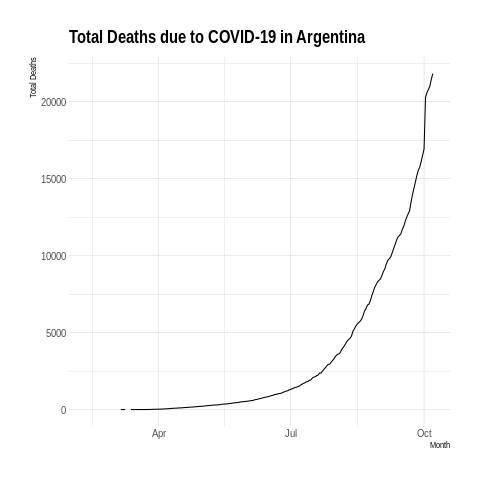 Total Deaths due to COVID-19 in Argentina
Total Deaths
20000
15000
10000
5000
0
Apr Jul Oct
Month